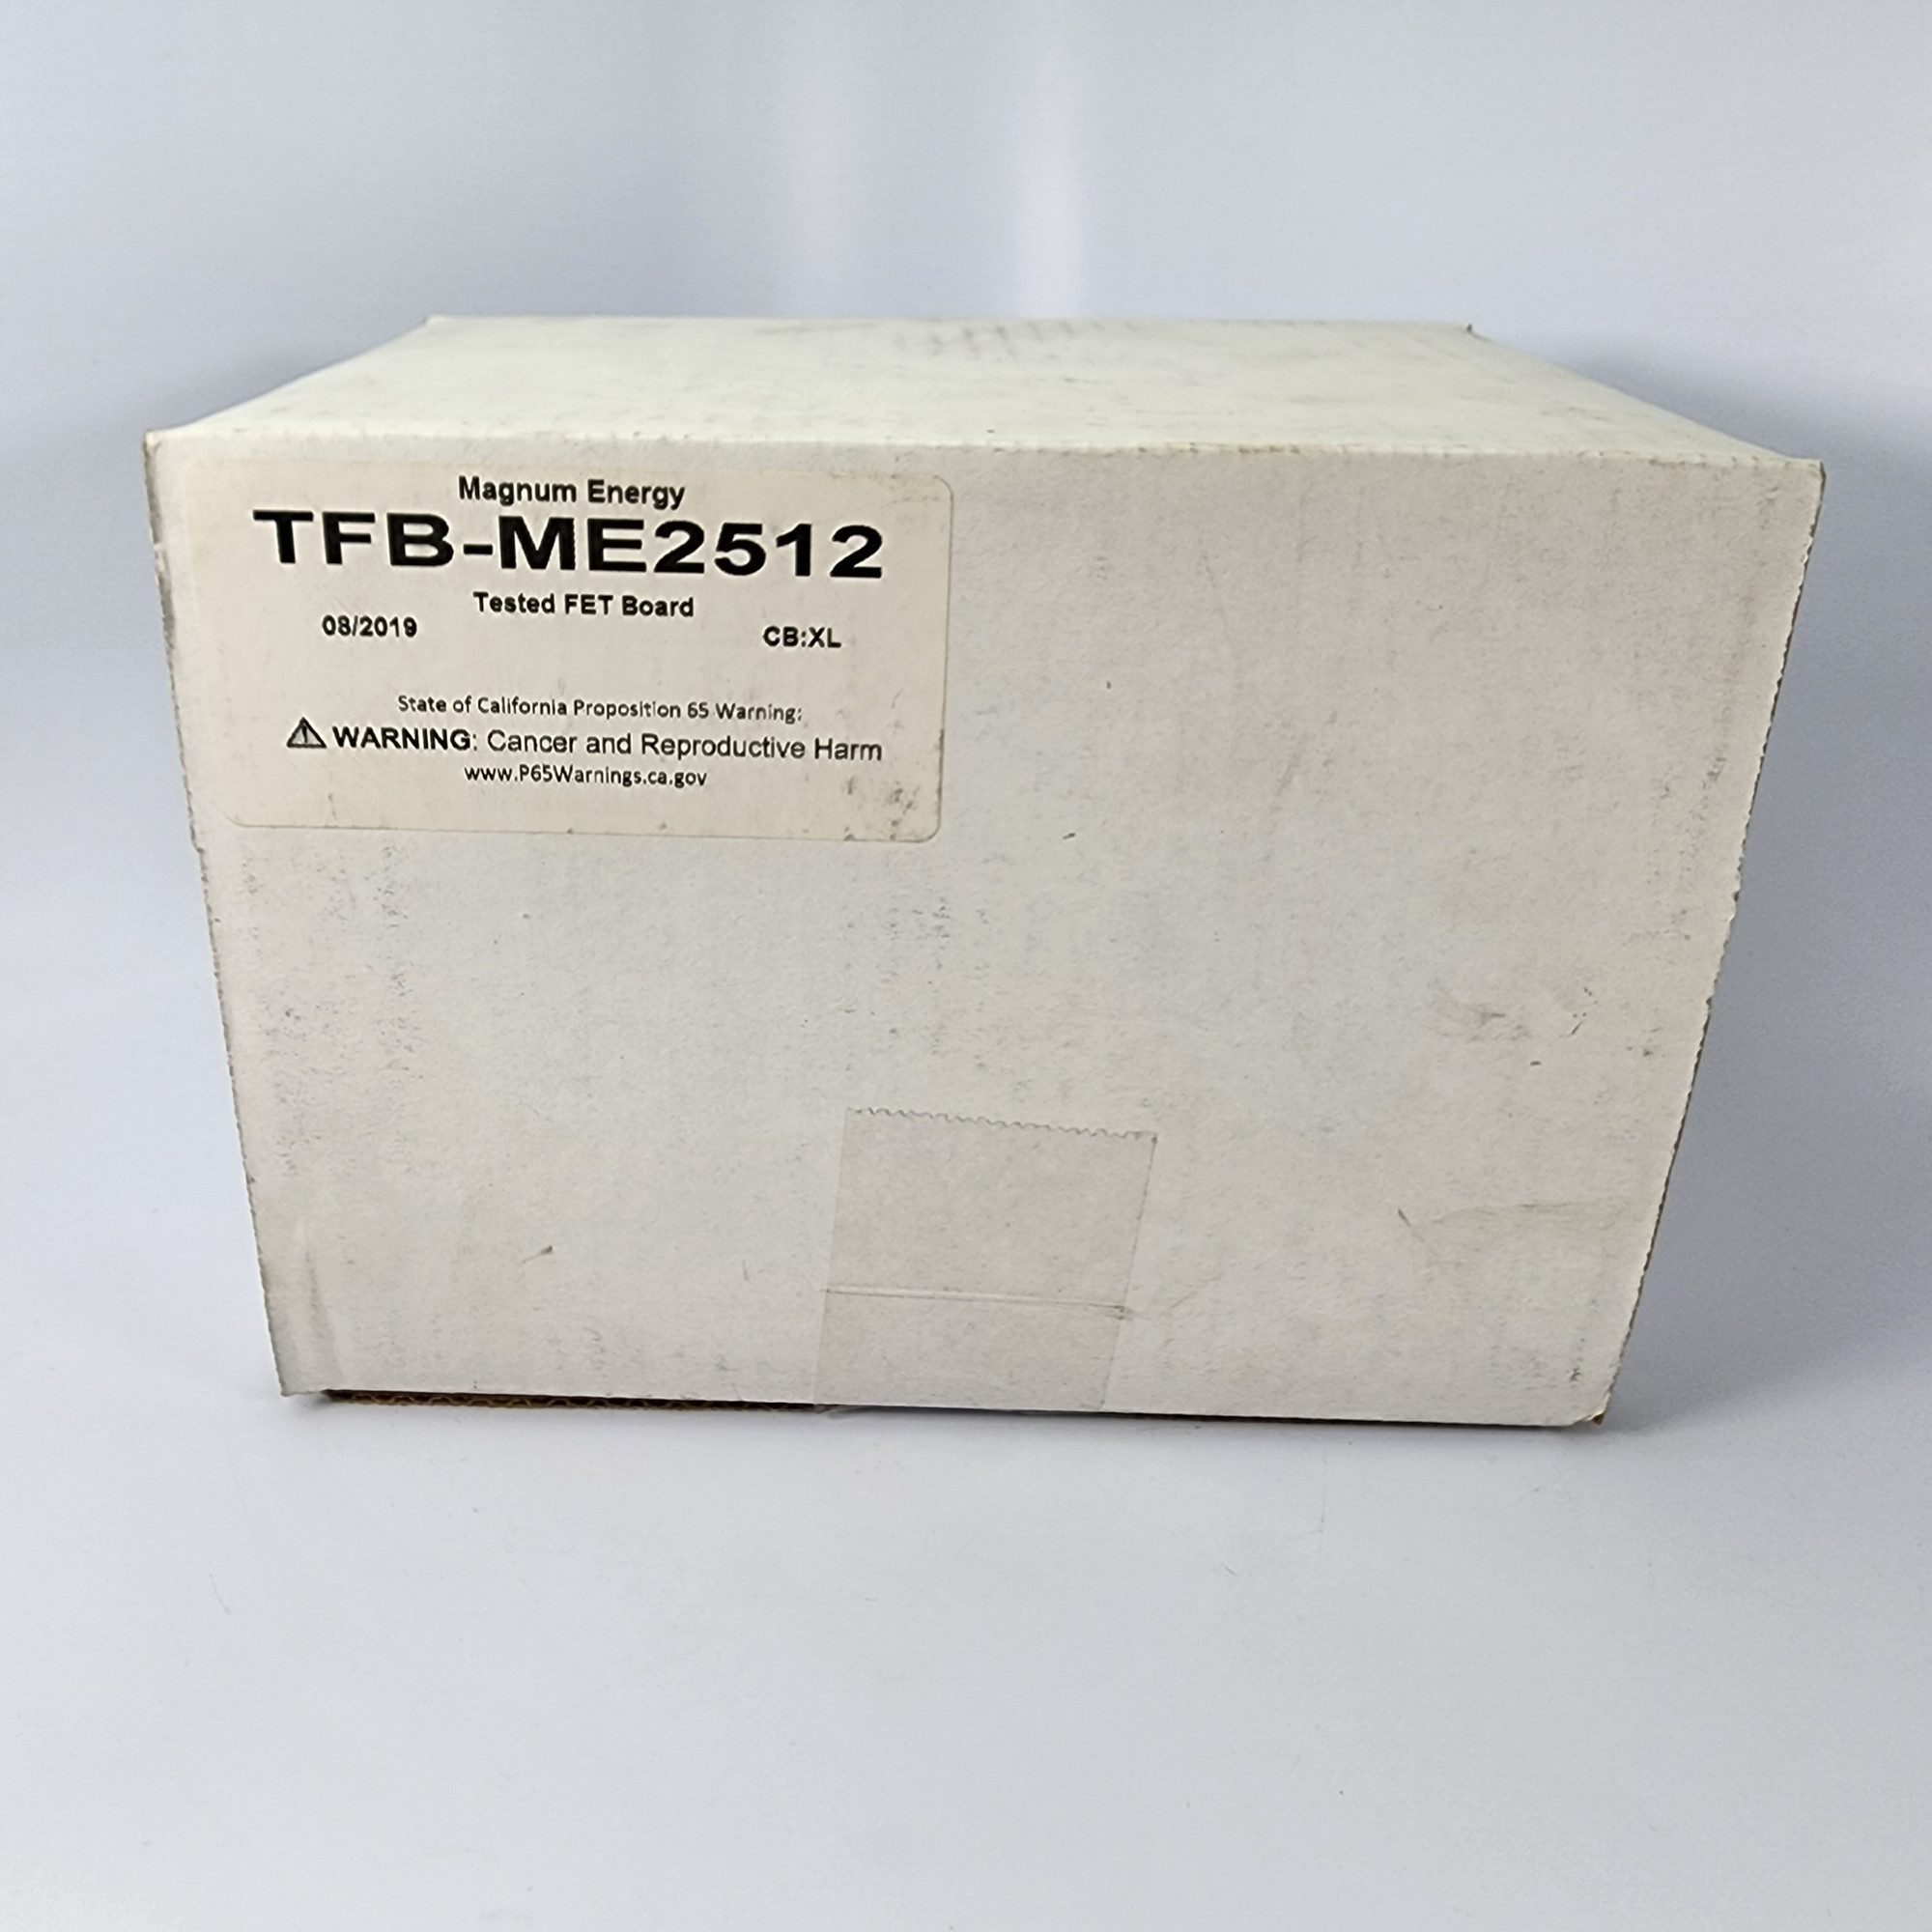 Magnum Energy
TFB-ME2512
Tested FET Board
08/2019 CB:XL
State of California Proposition 65 Warning:
WARNING: Cancer and Reproductive Harm
www.P65Warnings.ca.gov